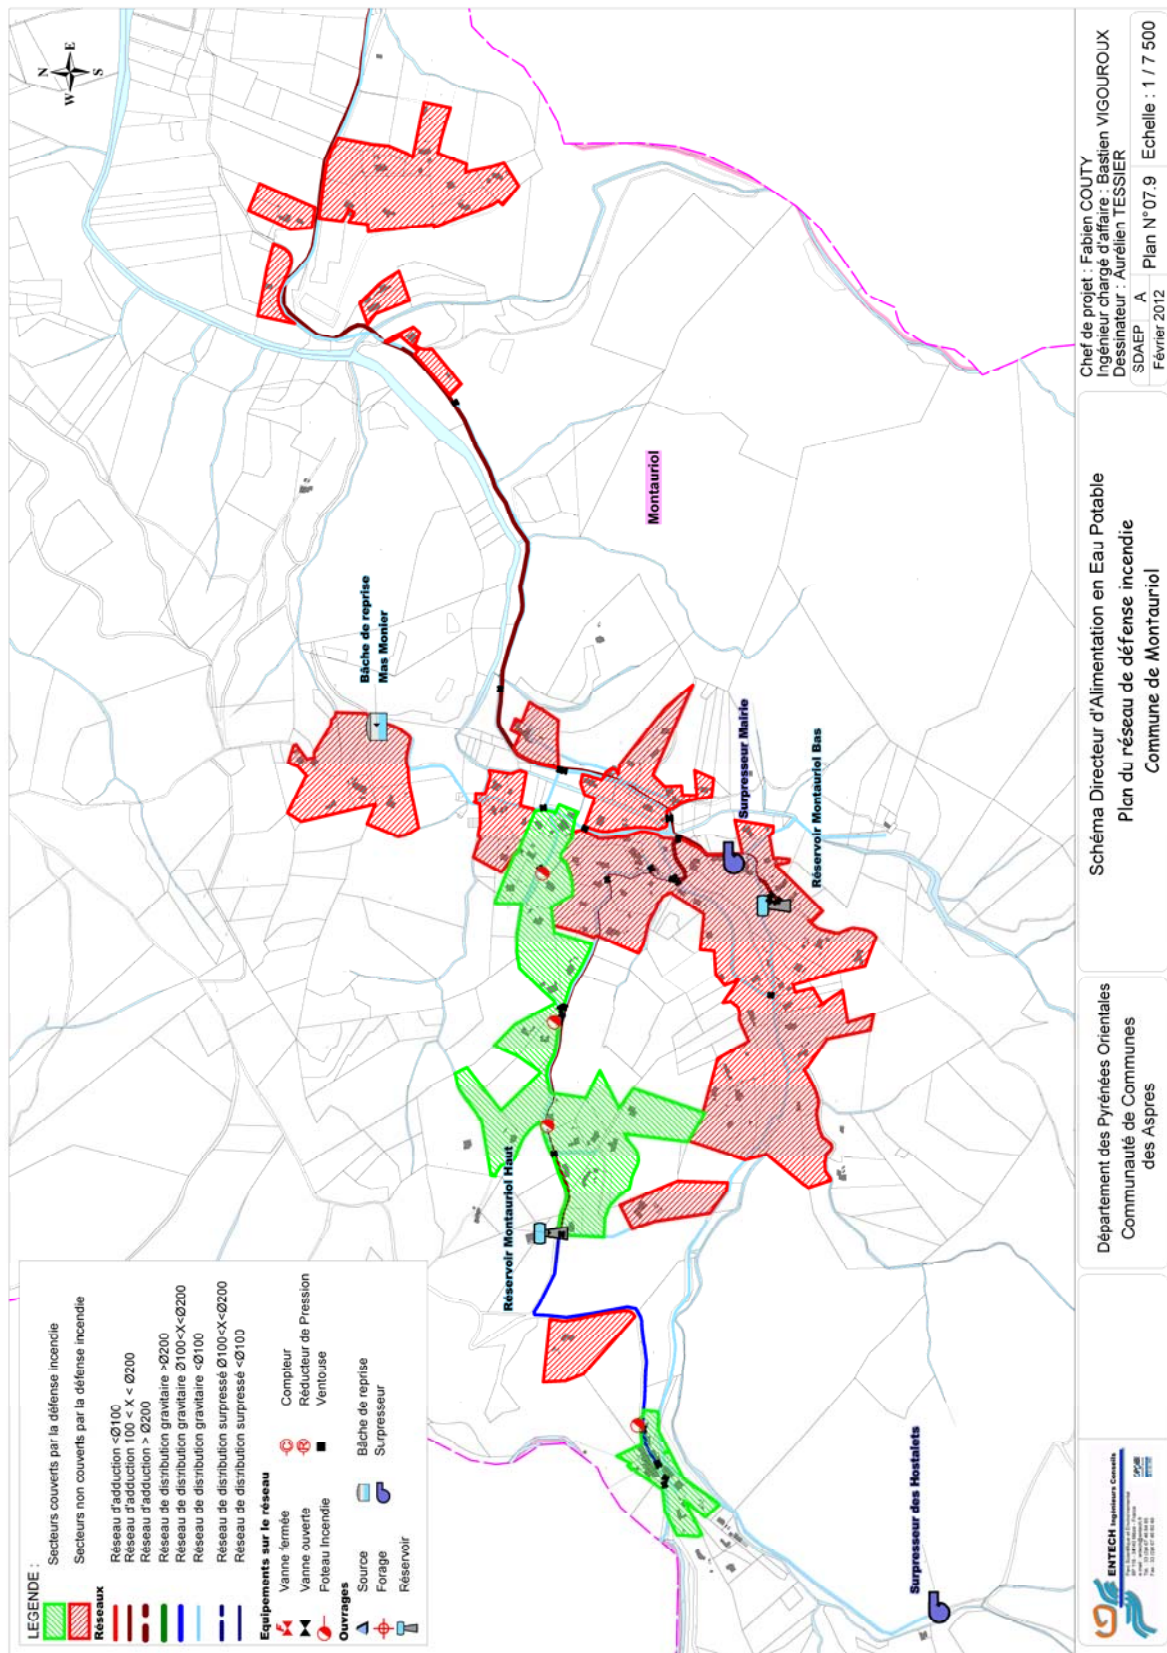 N
W
E
S
Bâche de reprise
Mas Monier
Montauriol
Surpresseur Mairie
Réservoir Montauriol Bas
Réservoir Montauriol Haut
Surpresseur des Hostalets
LEGENDE :
Secteurs couverts par la défense incendie
Secteurs non couverts par la défense incendie
Réseaux
Réseau d'adduction <Ø100
Réseau d'adduction 100 < X < Ø200
Réseau d'adduction > Ø200
Réseau de distribution gravitaire >Ø200
Réseau de distribution gravitaire Ø100<X<Ø200
Réseau de distribution gravitaire <Ø100
Réseau de distribution surpressé Ø100<X<Ø200
Réseau de distribution surpressé <Ø100
Equipements sur le réseau
Vanne fermée
Vanne ouverte
Poteau Incendie
Compteur
Réducteur de Pression
Ventouse
Ouvrages
Source
Forage
Réservoir
Bâche de reprise
Surpresseur
ENTECH Ingénieurs Conseils
Département des Pyrénées Orientales
Communauté de Communes
des Aspres
Schéma Directeur d'Alimentation en Eau Potable
Plan du réseau de défense incendie
Commune de Montauriol
Chef de projet : Fabien COUTY
Ingénieur chargé d'affaire : Bastien VIGOUROUX
Dessinateur : Aurélien TESSIER
SDAEP A
Février 2012
Plan N°07.9
Echelle : 1 / 7 500